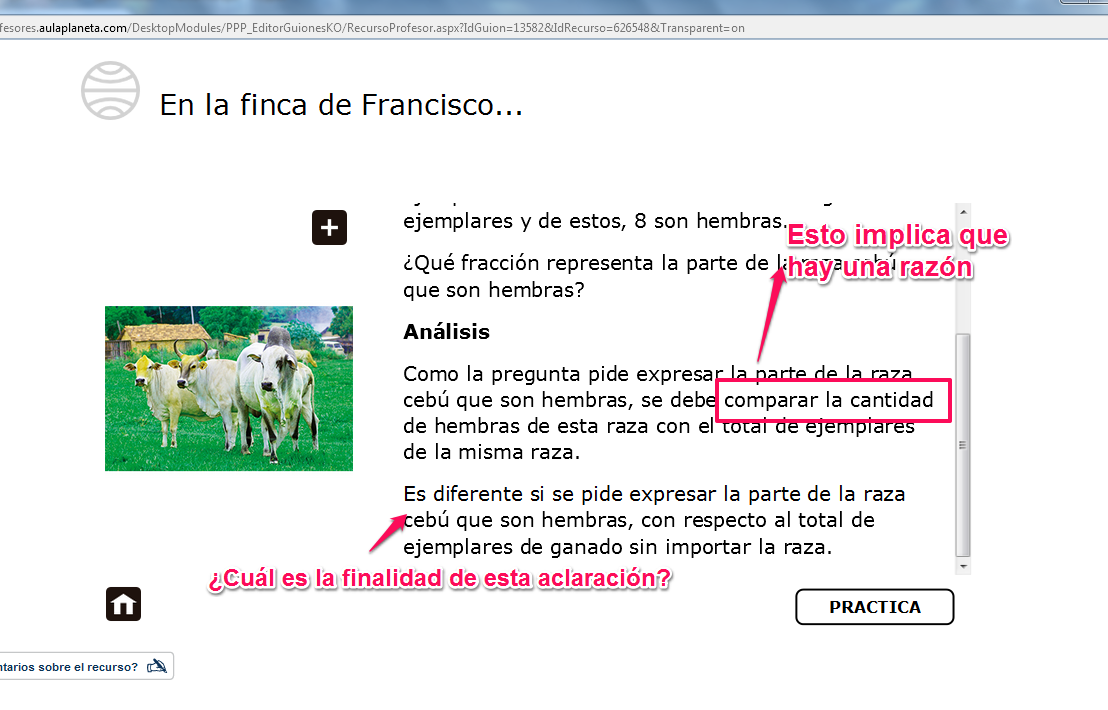 fesores.aulaplaneta.com/DesktopModules/PPP_EditorGuionesKO/RecursoProfesor.aspx?IdGuion=13582&IdRecurso=626548&Transparent=on
En la finca de Francisco...
ejemplares y de estos, 8 son hembras.
Esto implica que
hay una razón
¿Qué fracción representa la parte de la raza cebú
que son hembras?
Análisis
Como la pregunta pide expresar la parte de la raza
cebú que son hembras, se debe comparar la cantidad
de hembras de esta raza con el total de ejemplares
de la misma raza.
Es diferente si se pide expresar la parte de la raza
cebú que son hembras, con respecto al total de
ejemplares de ganado sin importar la raza.
¿Cuál es la finalidad de esta aclaración?
PRACTICA
ntarios sobre el recurso?